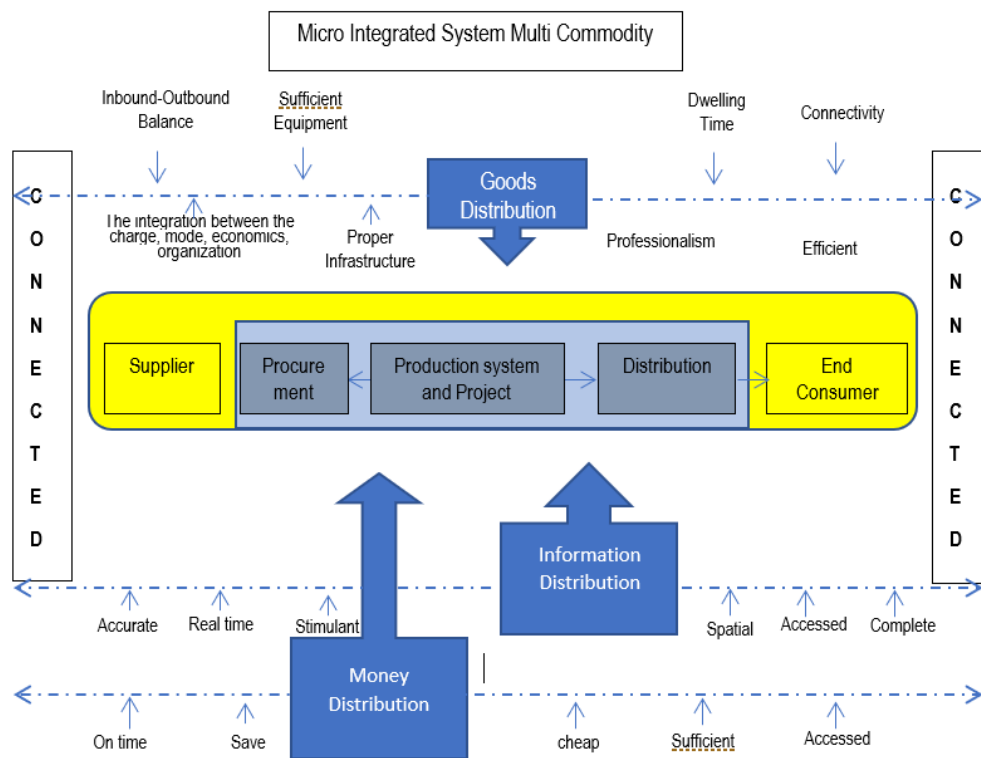 Micro Integrated System Multi Commodity
Inbound-Outbound
Balance
Sufficient
Equipment
Dwelling
Time
Connectivity
CONNECTED
Goods
Distribution
CONNECTED
The integration between the
charge, mode, economics,
organization
Proper
Infrastructure
Professionalism
Efficient
Supplier
Procure
ment
Production system
and Project
Distribution
End
Consumer
Information
Distribution
Accurate
Real time
Stimulant
Spatial
Accessed
Complete
Money
Distribution
On time
Save
cheap
Sufficient
Accessed